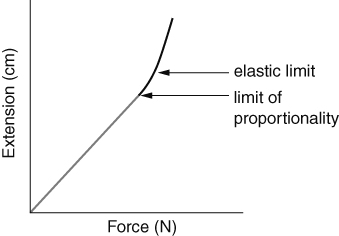 Extension (cm)
elastic limit
limit of
proportionality
Force (N)